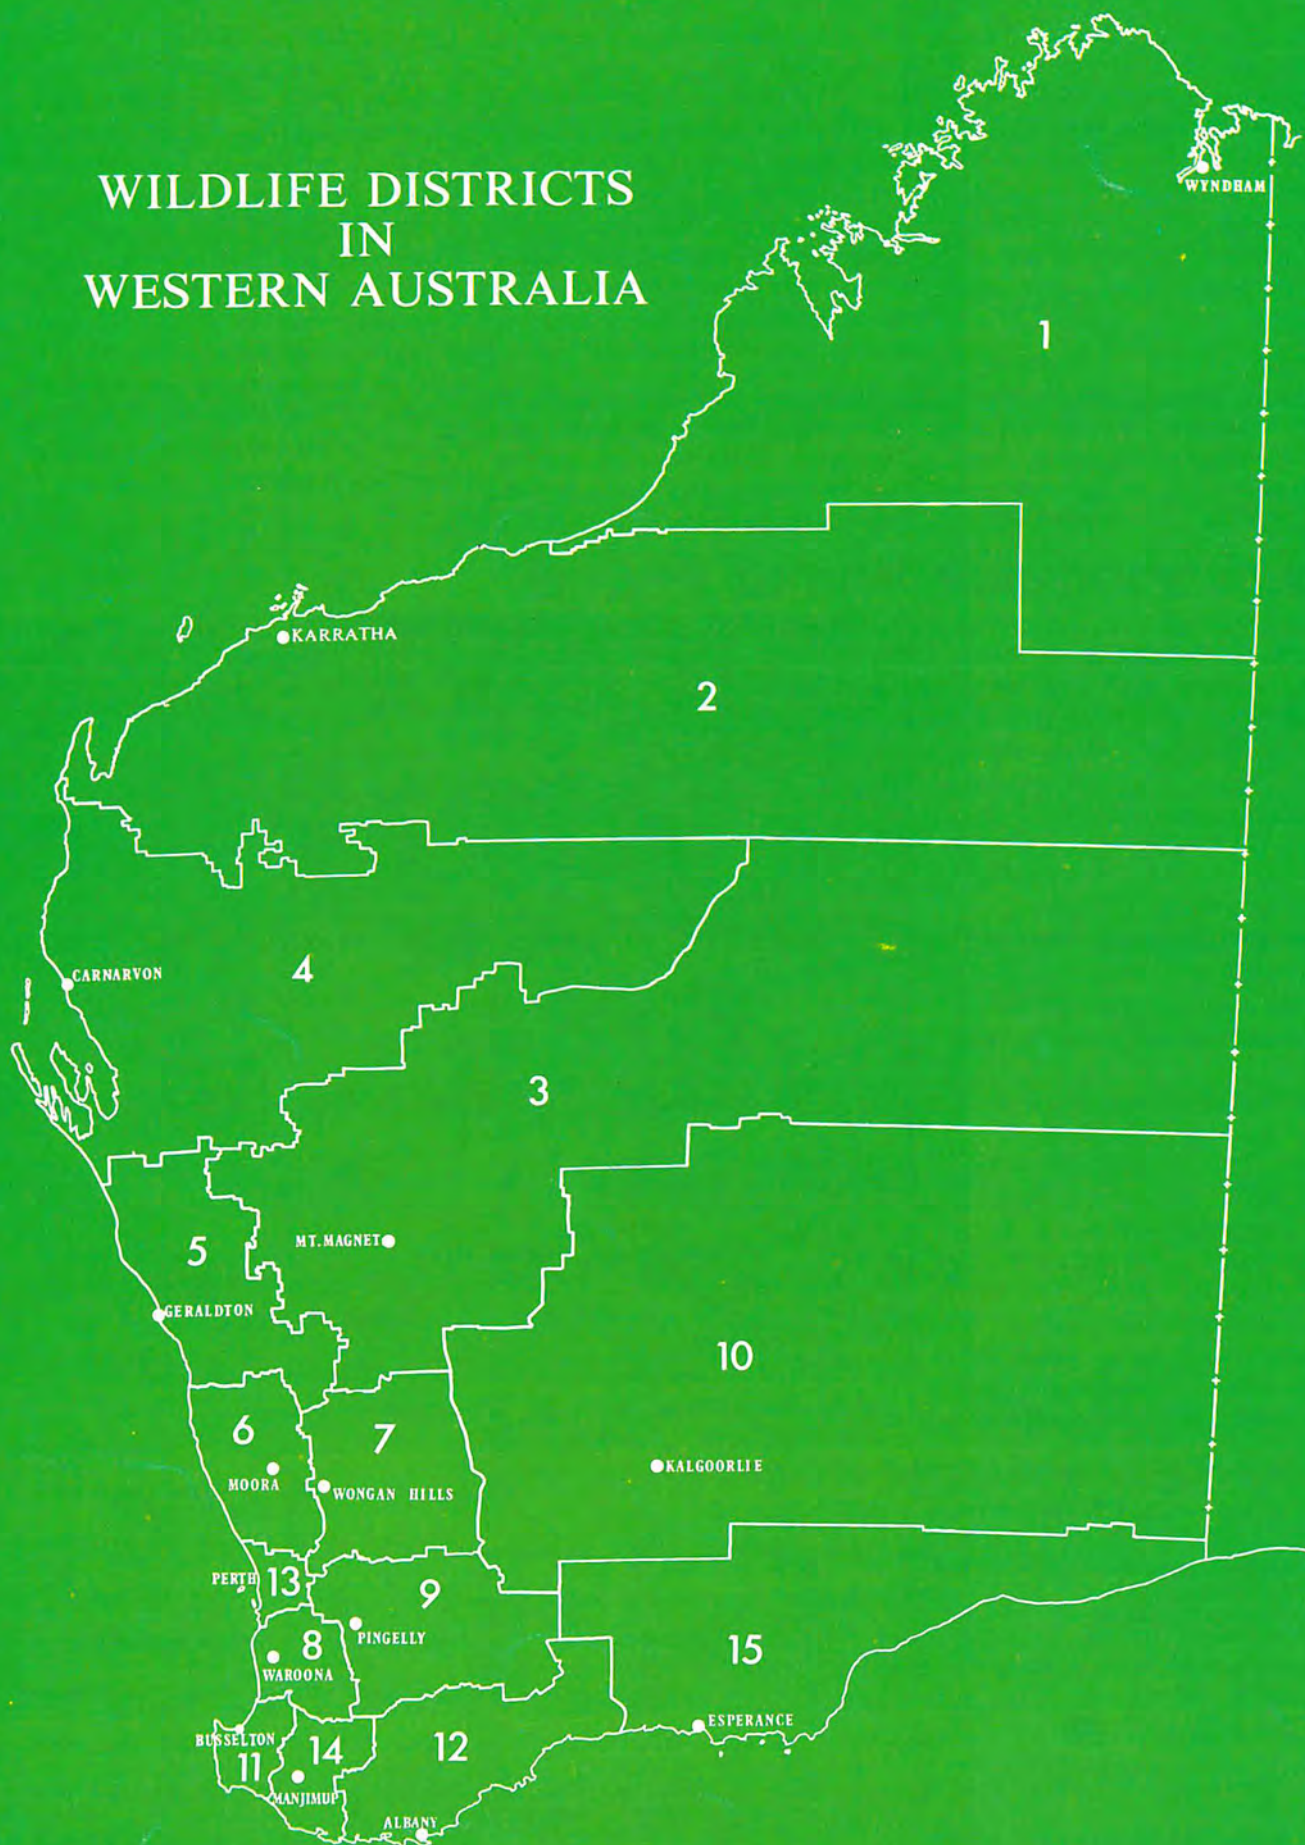 WILDLIFE DISTRICTS
IN
WESTERN AUSTRALIA
WYNDHAM
1
KARRATHA
2
CARNARVON
4
3
MT.MAGNET
5
GERALDTON
10
6
7
MOORA
WONGAN HILLS
KALGOORLIE
PERTH
13
9
PINGELLY
8
WAROONA
15
ESPERANCE
BUSSELTON
11
14
12
MANJIMUP
ALBANY